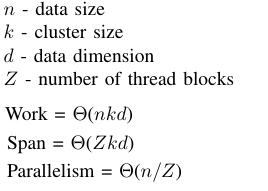 n - data size
k - cluster size
d - data dimension
Z - number of thread blocks
Work = Θ(nkd)
Span = Θ(Zkd)
Parallelism = Θ(n/Z)